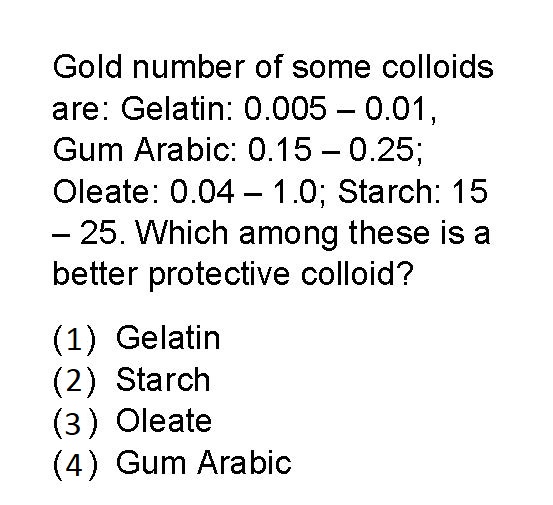 Gold number of some colloids
are: Gelatin: 0.005 – 0.01,
Gum Arabic: 0.15 – 0.25;
Oleate: 0.04 – 1.0; Starch: 15
– 25. Which among these is a
better protective colloid?
(1) Gelatin
(2) Starch
(3) Oleate
(4) Gum Arabic